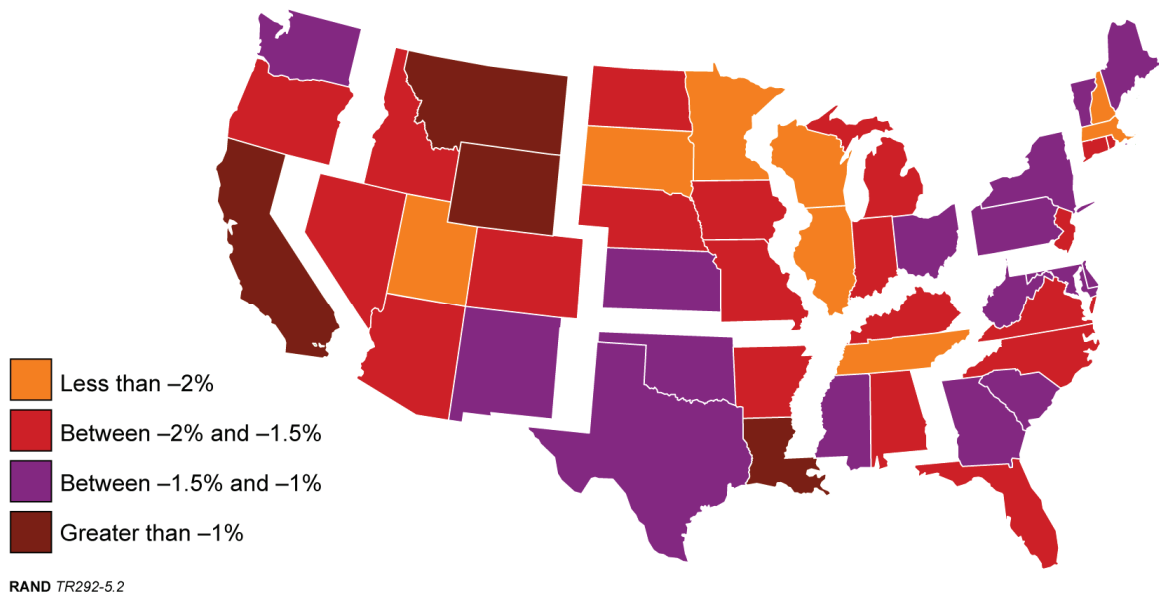 Less than –2%
Between –2% and –1.5%
Between –1.5% and –1%
Greater than –1%
RAND TR292-5.2